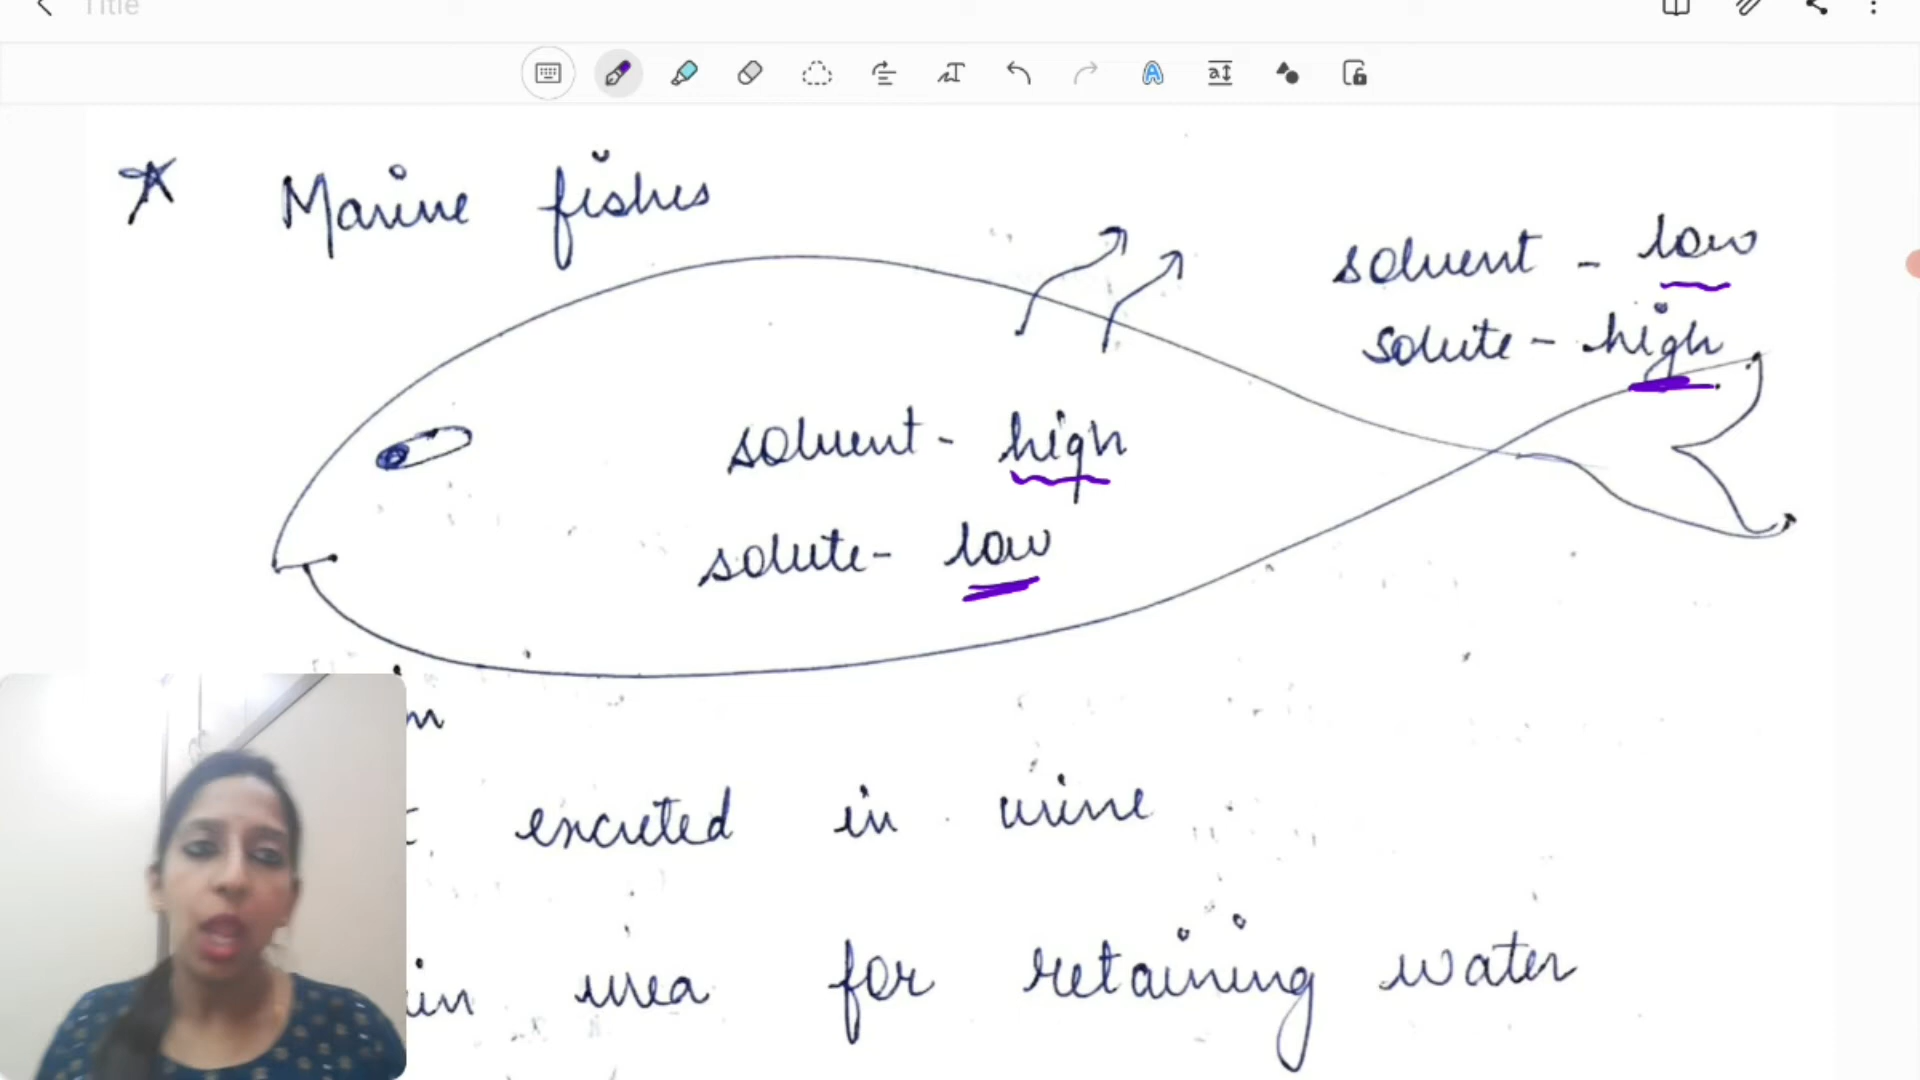 Title
Marine fishes
solvent - low
solute - high
solvent - high
solute - low
excreted in urine
urea for retaining water